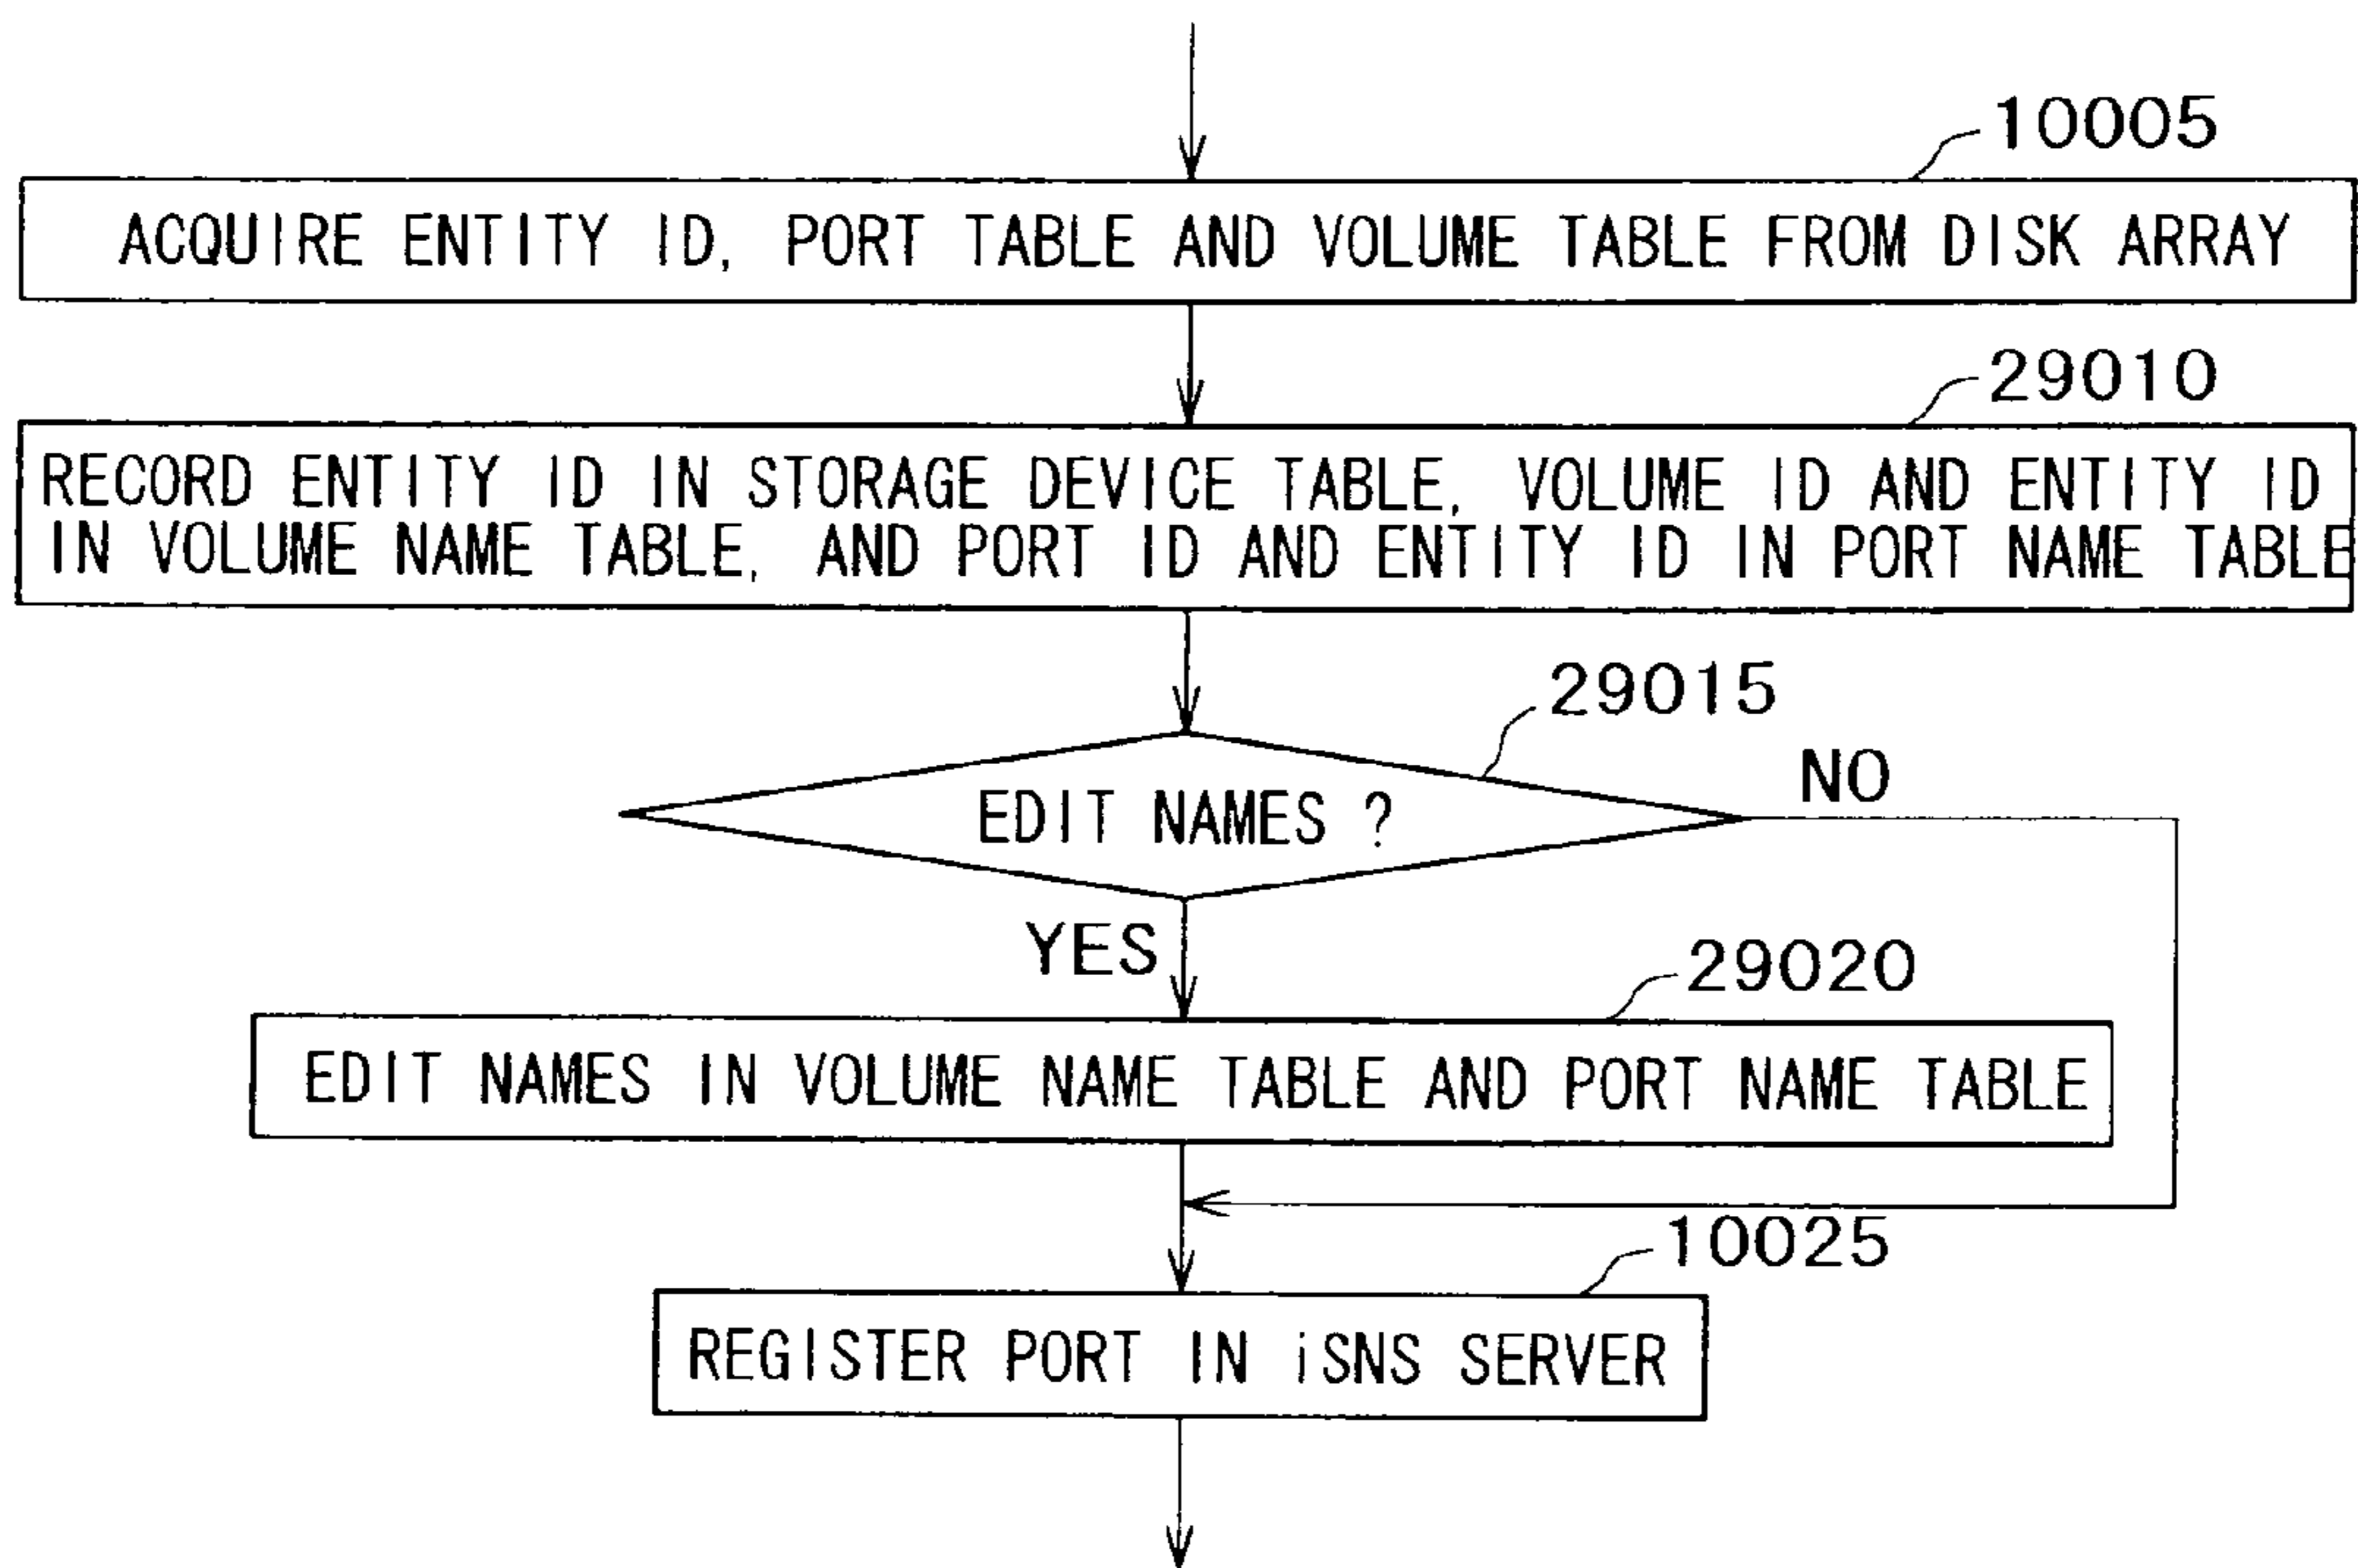 10005
ACQUIRE ENTITY ID, PORT TABLE AND VOLUME TABLE FROM DISK ARRAY
29010
RECORD ENTITY ID IN STORAGE DEVICE TABLE, VOLUME ID AND ENTITY ID
IN VOLUME NAME TABLE, AND PORT ID AND ENTITY ID IN PORT NAME TABLE
29015
NO
EDIT NAMES ?
YES
29020
EDIT NAMES IN VOLUME NAME TABLE AND PORT NAME TABLE
10025
REGISTER PORT IN iSNS SERVER